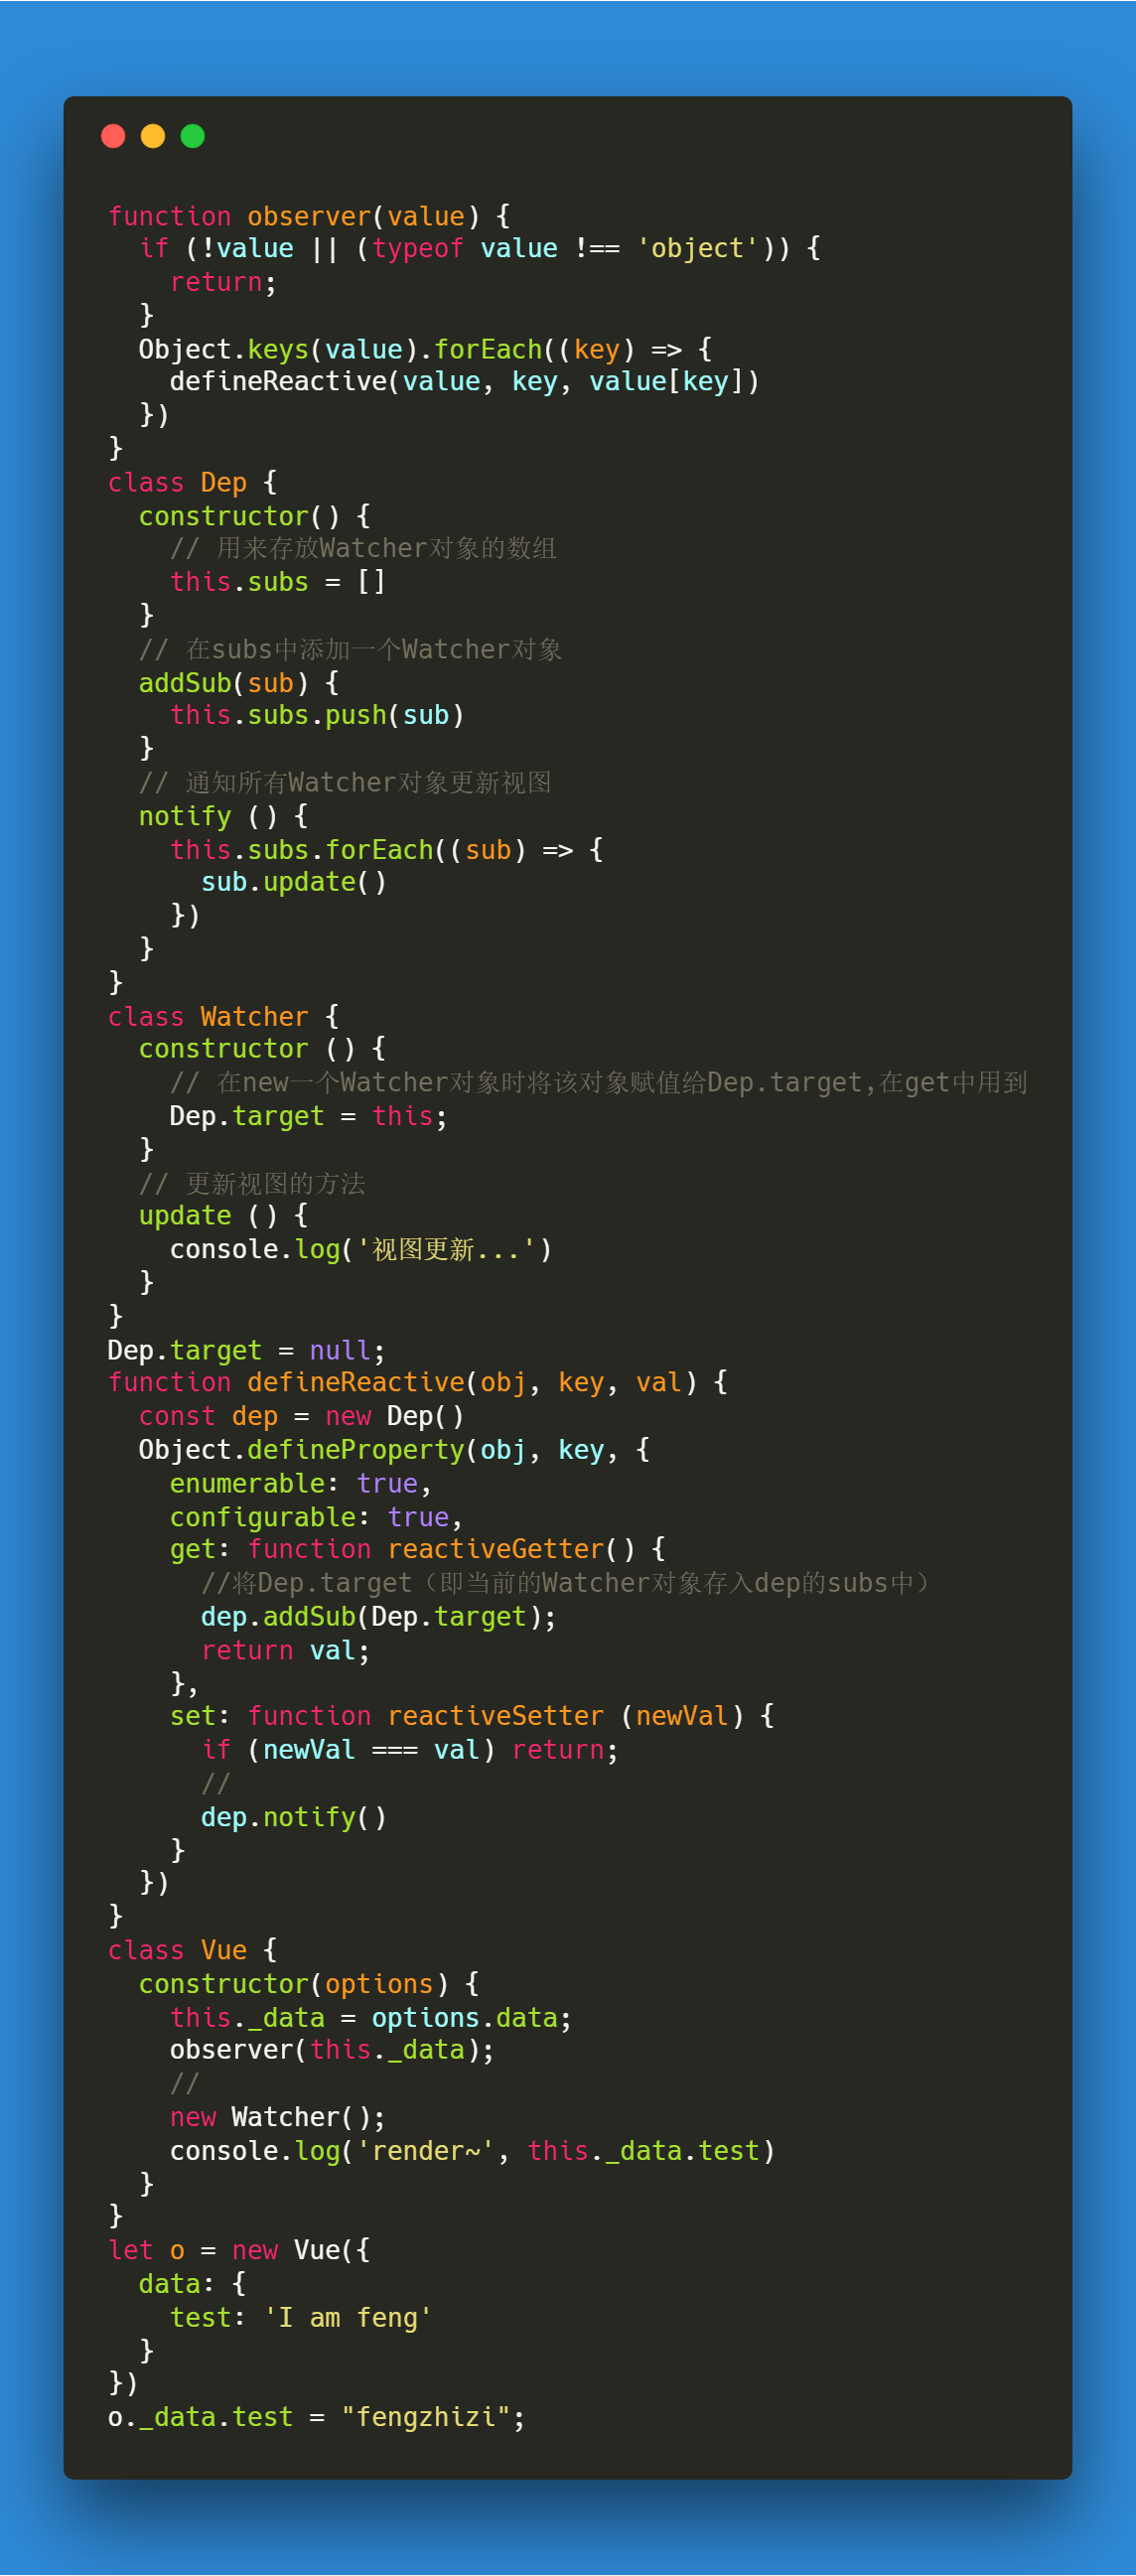 function observer(value) {
  if (!value || (typeof value !== 'object')) {
    return;
  }
  Object.keys(value).forEach((key) => {
    defineReactive(value, key, value[key])
  })
}
class Dep {
  constructor() {
    // 用来存放Watcher对象的数组
    this.subs = []
  }
  // 在subs中添加一个Watcher对象
  addSub(sub) {
    this.subs.push(sub)
  }
  // 通知所有Watcher对象更新视图
  notify () {
    this.subs.forEach((sub) => {
      sub.update()
    })
  }
}
class Watcher {
  constructor () {
    // 在new一个Watcher对象时将该对象赋值给Dep.target,在get中用到
    Dep.target = this;
  }
  // 更新视图的方法
  update () {
    console.log('视图更新...')
  }
}
Dep.target = null;
function defineReactive(obj, key, val) {
  const dep = new Dep()
  Object.defineProperty(obj, key, {
    enumerable: true,
    configurable: true,
    get: function reactiveGetter() {
      //将Dep.target（即当前的Watcher对象存入dep的subs中）
      dep.addSub(Dep.target);
      return val;
    },
    set: function reactiveSetter (newVal) {
      if (newVal === val) return;
      //
      dep.notify()
    }
  })
}
class Vue {
  constructor(options) {
    this._data = options.data;
    observer(this._data);
    //
    new Watcher();
    console.log('render~', this._data.test)
  }
}
let o = new Vue({
  data: {
    test: 'I am feng'
  }
})
o._data.test = "fengzhizi";